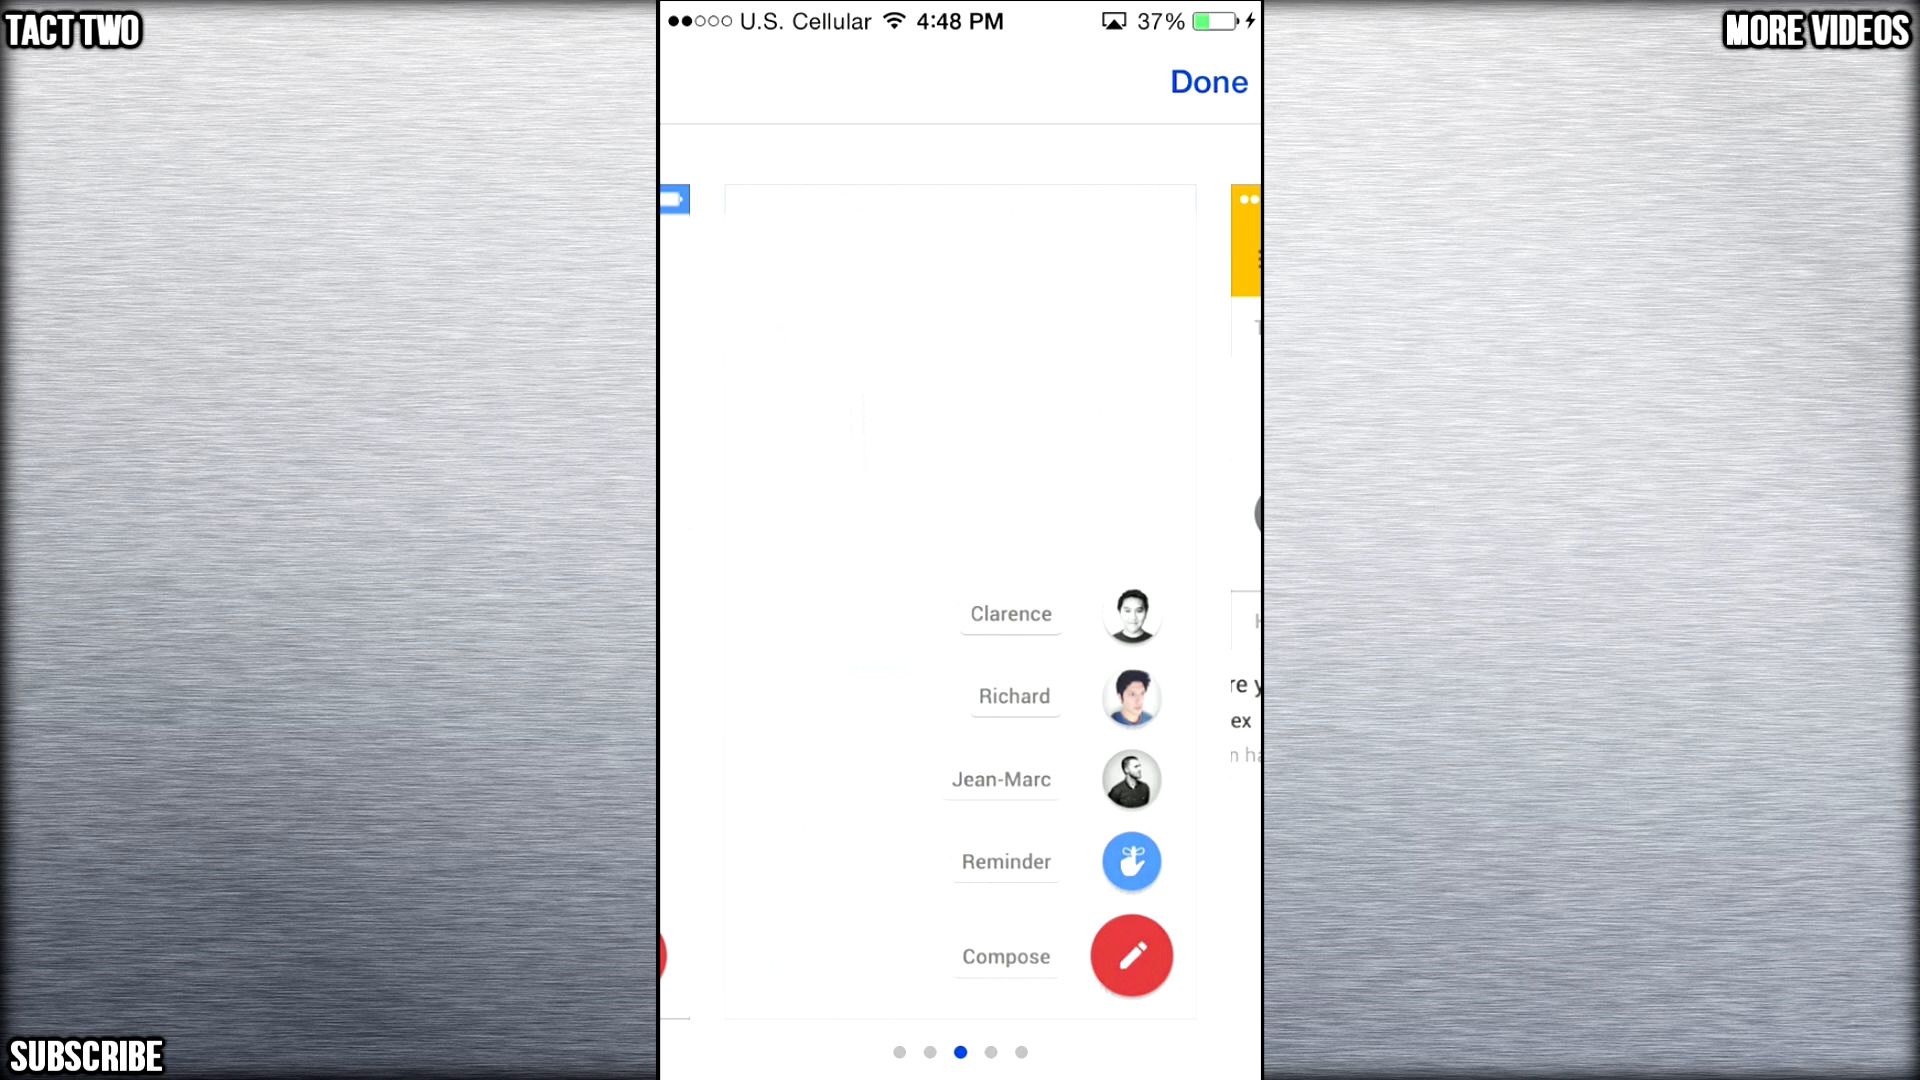 TACT TWO
MORE VIDEOS
U.S. Cellular 4:48 PM 37%
Done
Clarence
Richard
re y
ex
Jean-Marc
Reminder
Compose
SUBSCRIBE